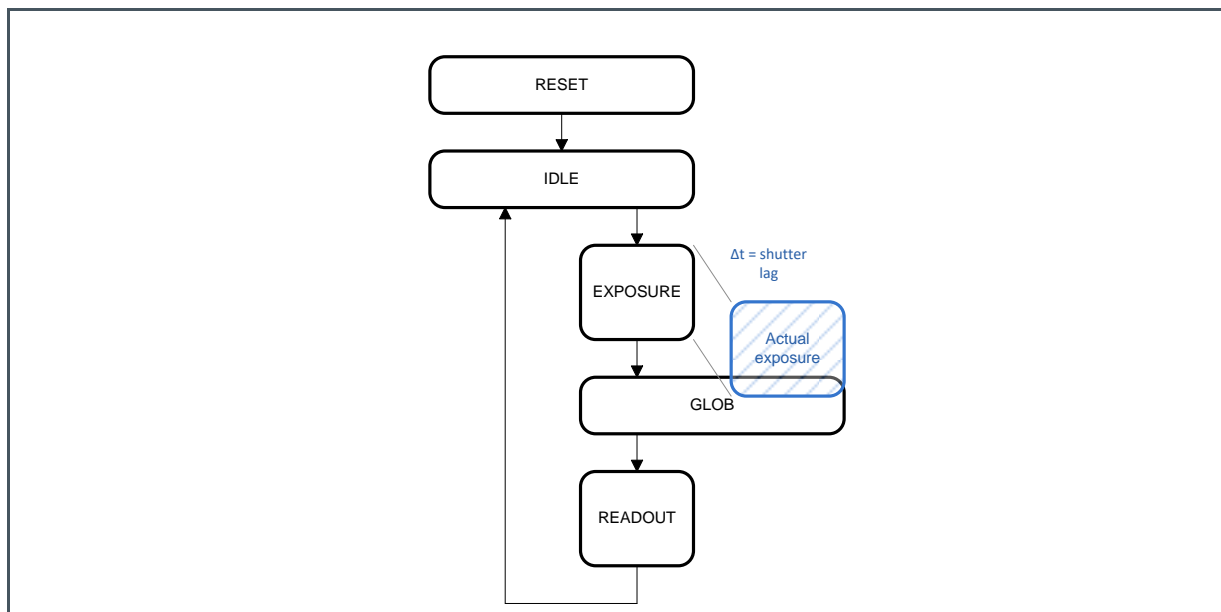 RESET
IDLE
Δt = shutter
lag
EXPOSURE
Actual
exposure
GLOB
READOUT